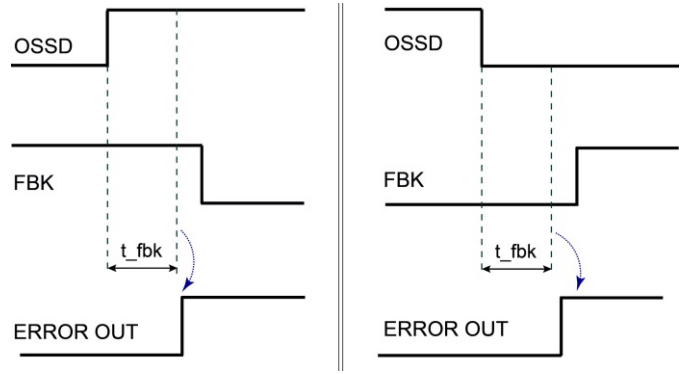 OSSD
FBK
t_fbk
ERROR OUT
OSSD
FBK
t_fbk
ERROR OUT